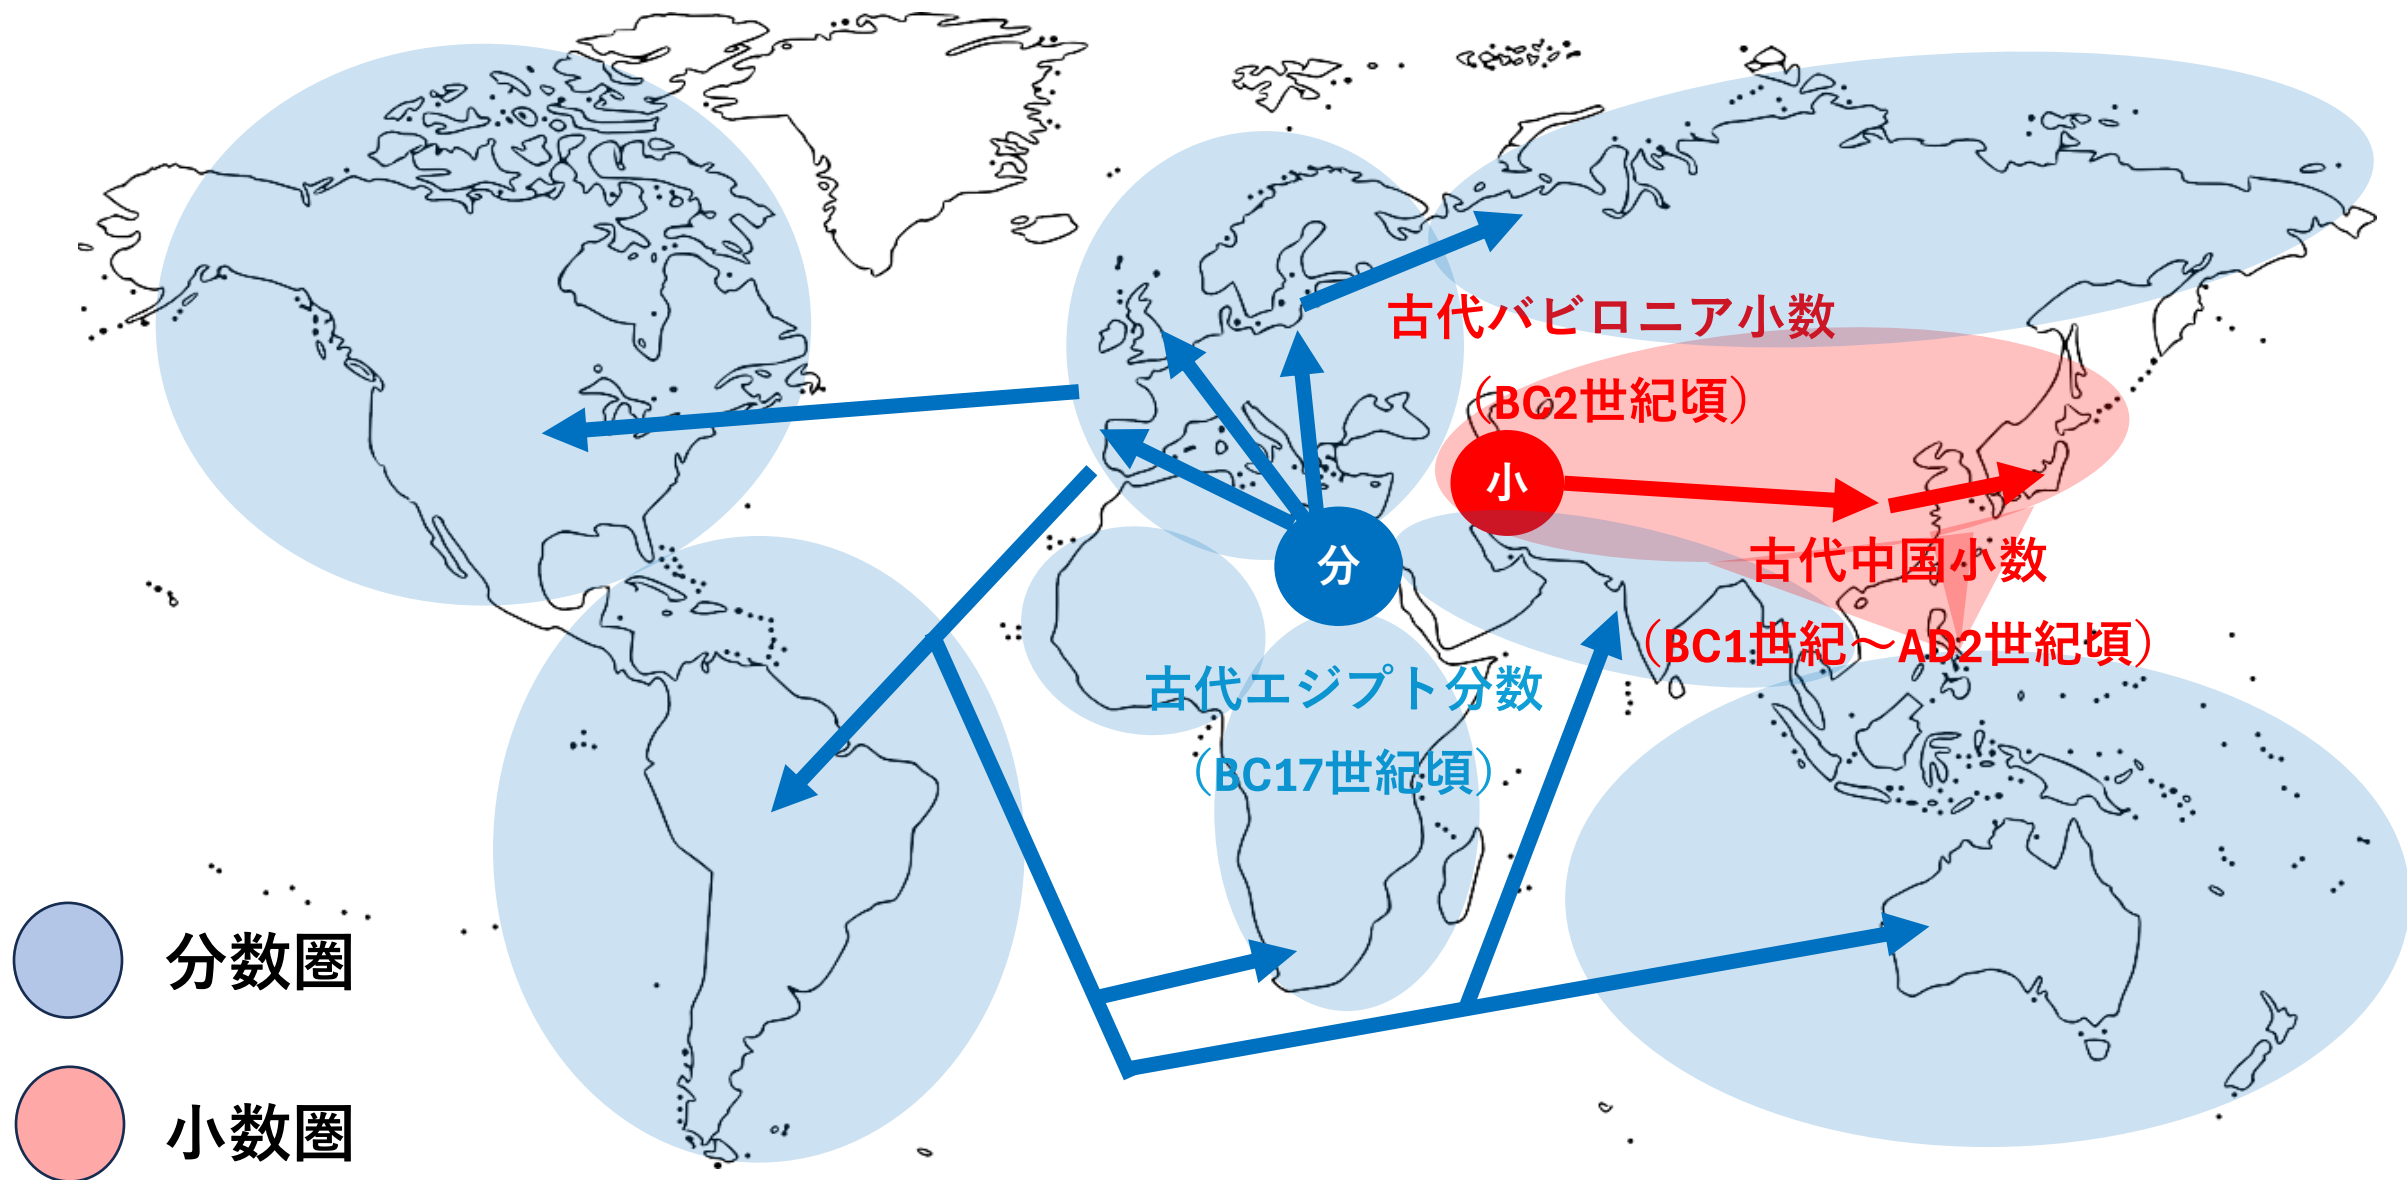 古代バビロニア小数
（BC2世紀頃）
小
分
古代中国小数
（BC1世紀～AD2世紀頃）
古代エジプト分数
（BC17世紀頃）
分数圏
小数圏